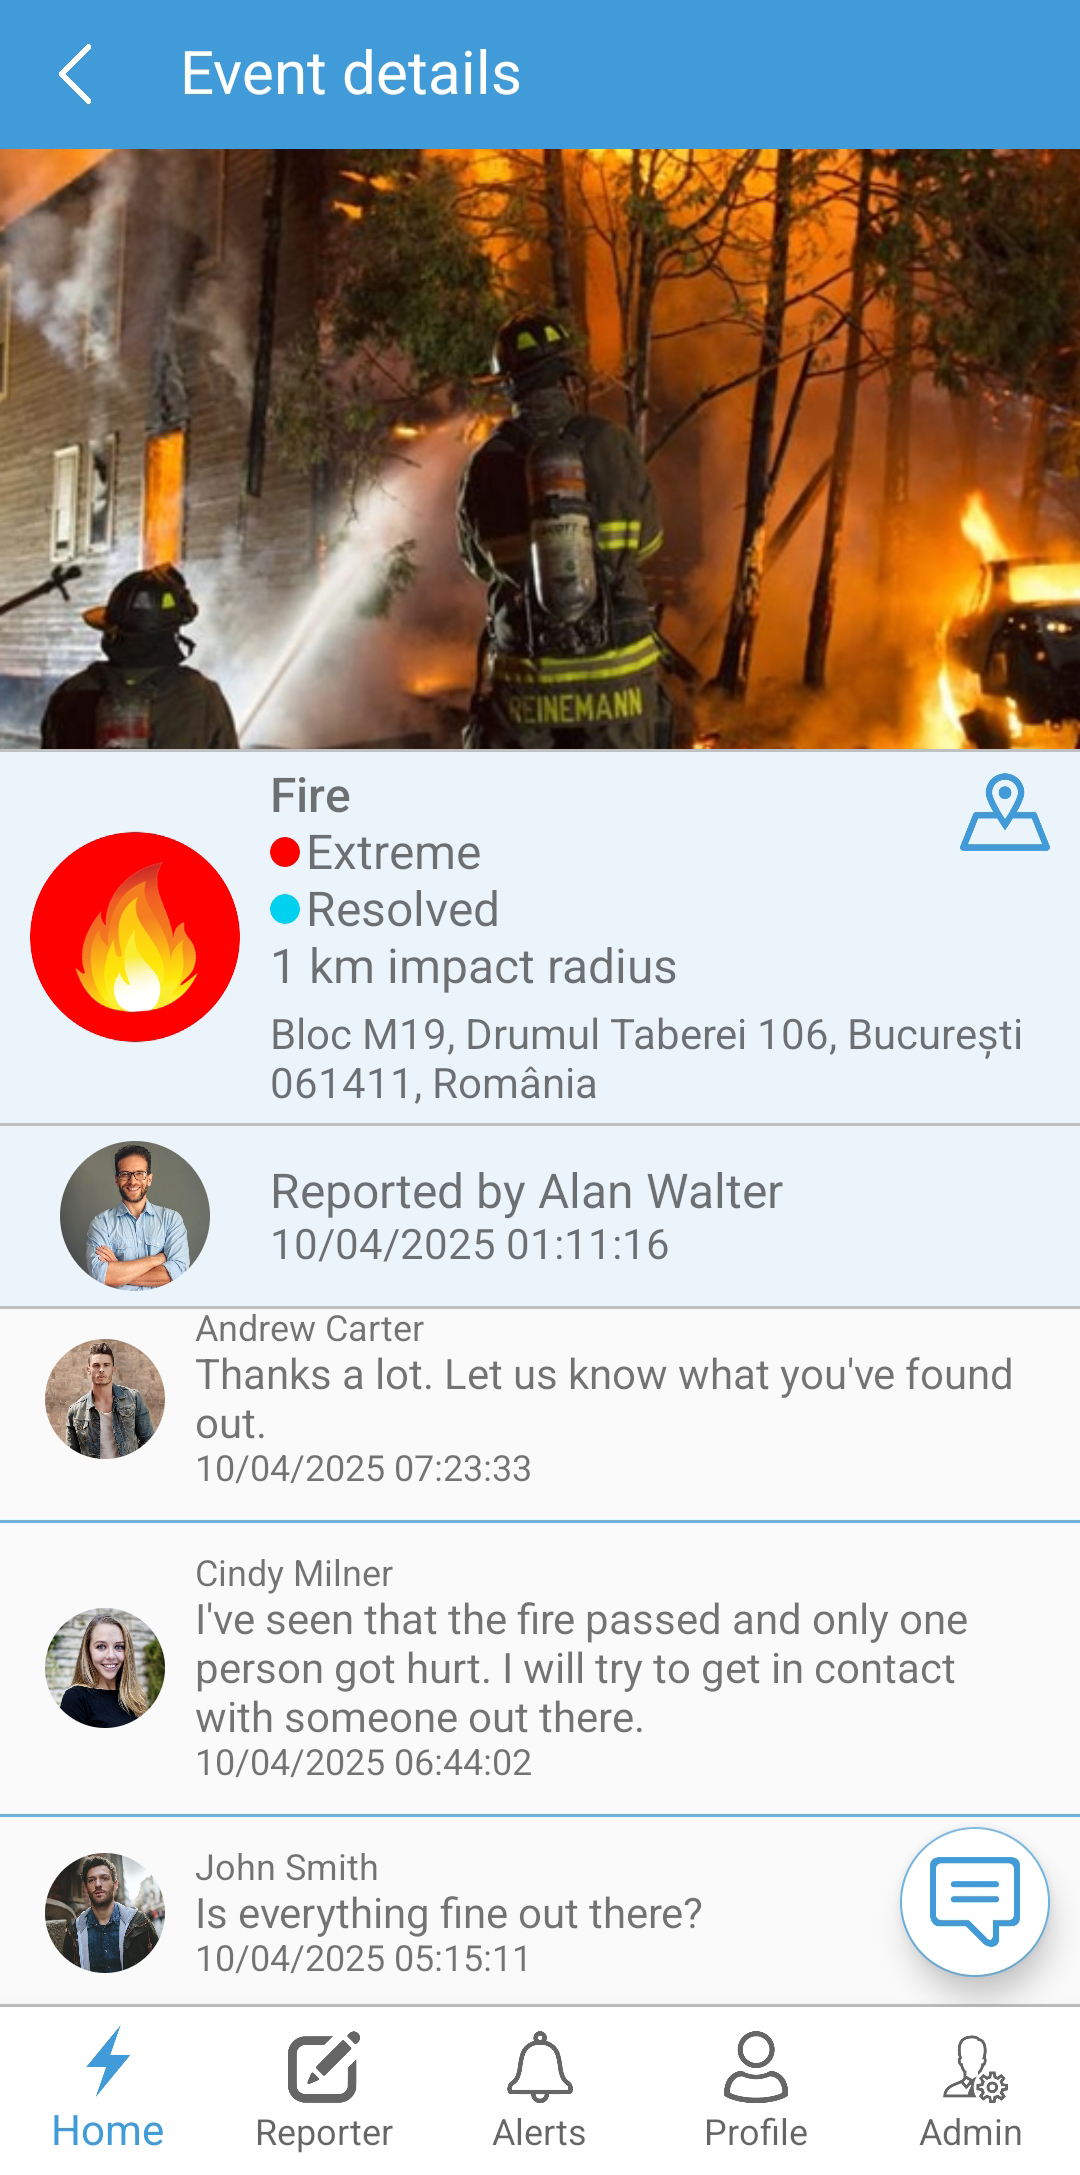 Event details
REINEMANN
Fire
Extreme
Resolved
1 km impact radius
Bloc M19, Drumul Taberei 106, București
061411, România
Reported by Alan Walter
10/04/2025 01:11:16
Andrew Carter
Thanks a lot. Let us know what you've found
out.
10/04/2025 07:23:33
Cindy Milner
I've seen that the fire passed and only one
person got hurt. I will try to get in contact
with someone out there.
10/04/2025 06:44:02
John Smith
Is everything fine out there?
10/04/2025 05:15:11
Home
Reporter
Alerts
Profile
Admin